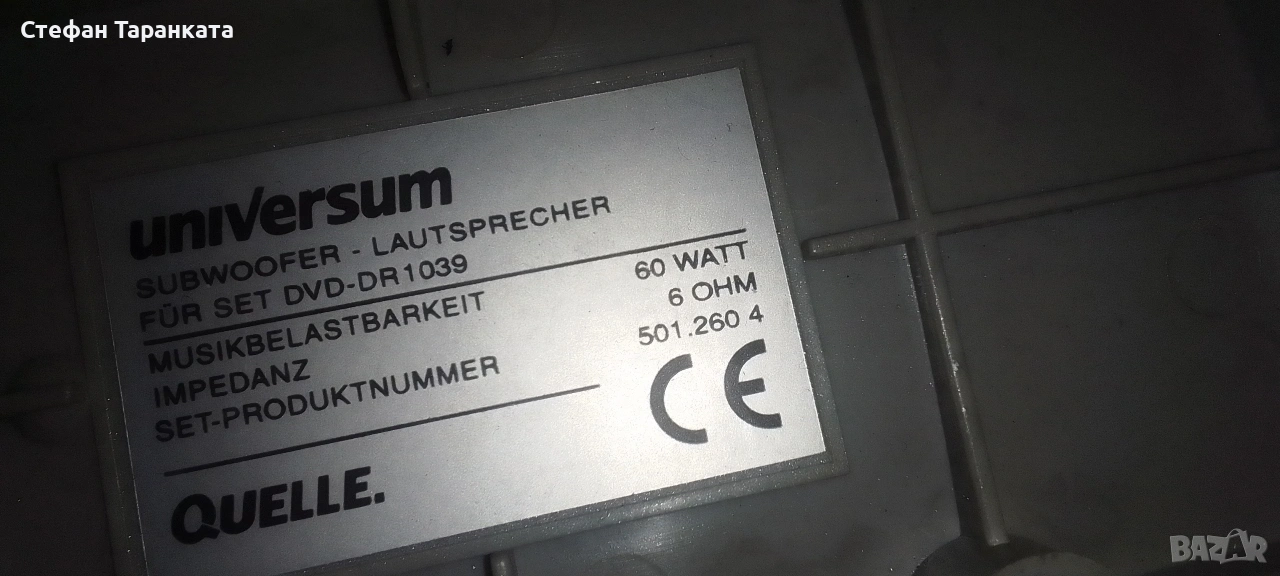 Стефан Таранката
universum
SUBWOOFER - LAUTSPRECHER
FÜR SET DVD-DR1039
MUSIKBELASTBARKEIT 60 WATT
IMPEDANZ 6 OHM
SET-PRODUKTNUMMER 501.260 4
CE
QUELLE.
BAZAR